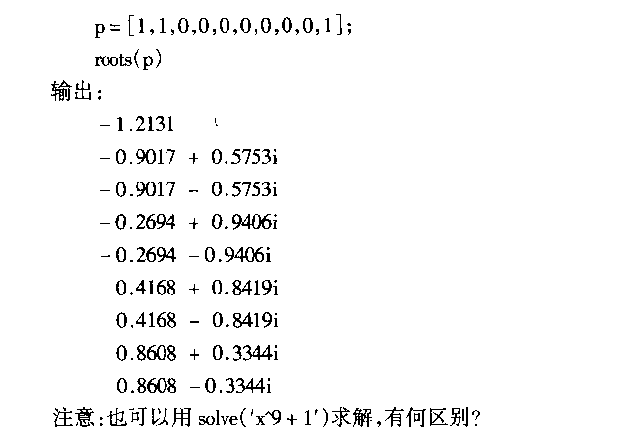 p=[1,1,0,0,0,0,0,0,0,1];
roots(p)
输出:
-1.2131
-0.9017 + 0.5753i
-0.9017 - 0.5753i
-0.2694 + 0.9406i
-0.2694 -0.9406i
0.4168 + 0.8419i
0.4168 - 0.8419i
0.8608 + 0.3344i
0.8608 -0.3344i
注意:也可以用 solve('x^9+1')求解,有何区别?